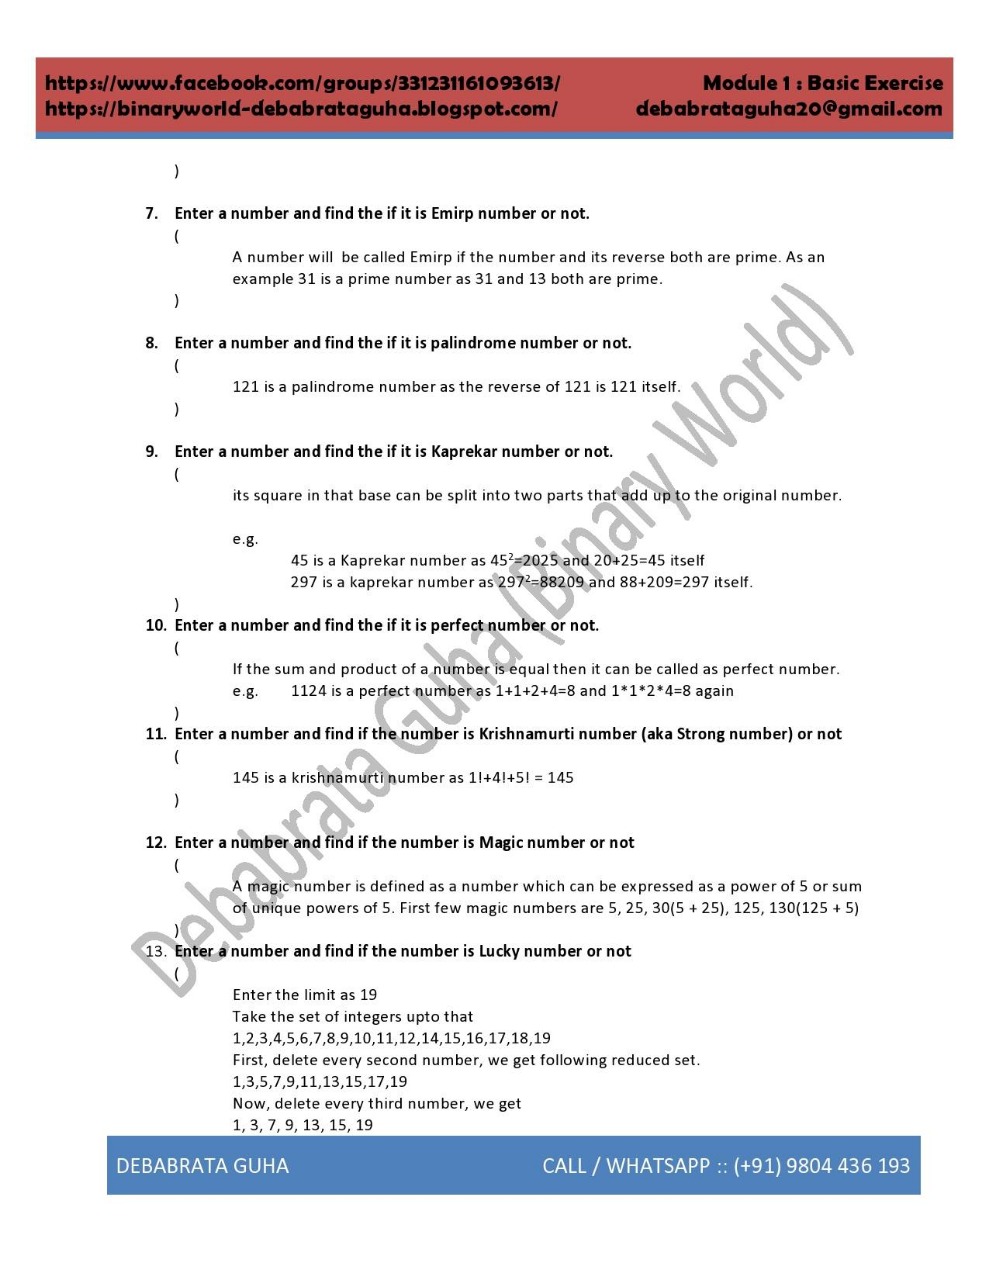 https://www.facebook.com/groups/331231161093613/ Module 1 : Basic Exercise
https://binaryworld-debabrataguha.blogspot.com/ debabrataguha20@gmail.com
)
7. Enter a number and find the if it is Emirp number or not.
(
A number will be called Emirp if the number and its reverse both are prime. As an
example 31 is a prime number as 31 and 13 both are prime.
)
8. Enter a number and find the if it is palindrome number or not.
(
121 is a palindrome number as the reverse of 121 is 121 itself.
)
9. Enter a number and find the if it is Kaprekar number or not.
(
its square in that base can be split into two parts that add up to the original number.
e.g.
45 is a Kaprekar number as 45²=2025 and 20+25=45 itself
297 is a kaprekar number as 297²=88209 and 88+209=297 itself.
)
10. Enter a number and find the if it is perfect number or not.
(
If the sum and product of a number is equal then it can be called as perfect number.
e.g. 1124 is a perfect number as 1+1+2+4=8 and 1*1*2*4=8 again
)
11. Enter a number and find if the number is Krishnamurti number (aka Strong number) or not
(
145 is a krishnamurti number as 1!+4!+5! = 145
)
12. Enter a number and find if the number is Magic number or not
(
A magic number is defined as a number which can be expressed as a power of 5 or sum
of unique powers of 5. First few magic numbers are 5, 25, 30(5 + 25), 125, 130(125 + 5)
)
13. Enter a number and find if the number is Lucky number or not
(
Enter the limit as 19
Take the set of integers upto that
1,2,3,4,5,6,7,8,9,10,11,12,14,15,16,17,18,19
First, delete every second number, we get following reduced set.
1,3,5,7,9,11,13,15,17,19
Now, delete every third number, we get
1, 3, 7, 9, 13, 15, 19
Debabrata Guha (Binary World)
DEBABRATA GUHA CALL / WHATSAPP :: (+91) 9804 436 193